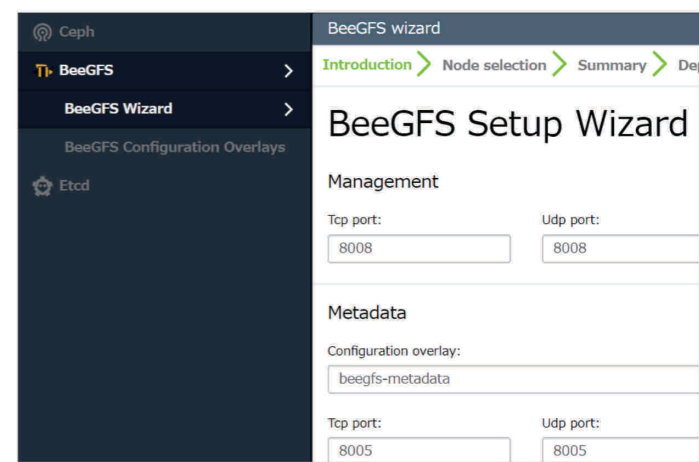 Ceph
BeeGFS
BeeGFS Wizard
BeeGFS Configuration Overlays
Etcd
BeeGFS wizard
Introduction Node selection Summary
BeeGFS Setup Wizard
Management
Tcp port: Udp port:
8008 8008
Metadata
Configuration overlay:
beegfs-metadata
Tcp port: Udp port:
8005 8005